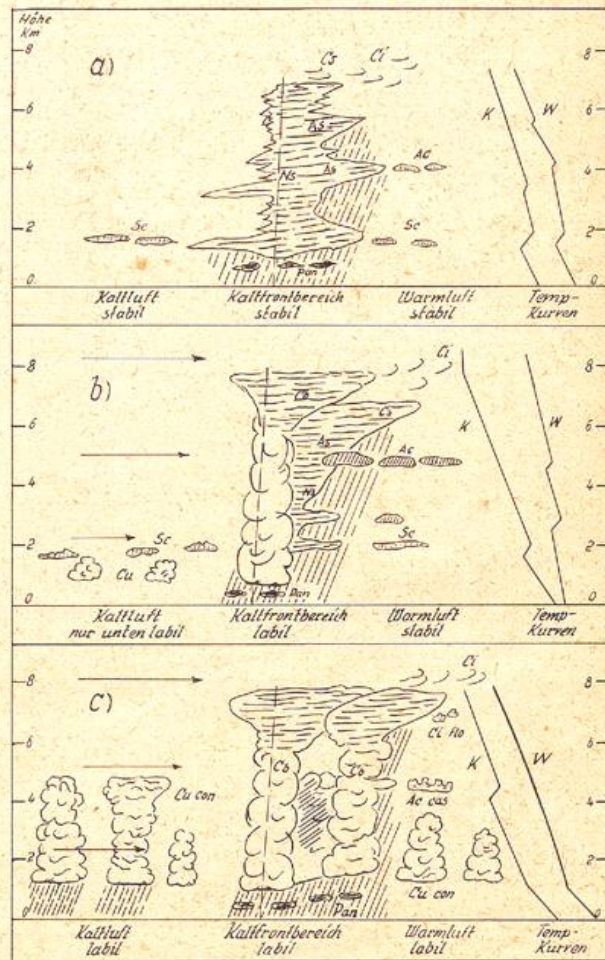 Höhe
Km
8 Cs Ci 8
a)
6 K W 6
As
4 Ns As Ac 4
2 Sc Sc 2
Pan
0 0
Kaltluft Kaltfrontbereich Warmluft Temp-
stabil stabil stabil Kurven
8 Ci 8
b) Cb
6 Cs K W 6
As Ac
4 4
Ns
2 Sc Sc 2
Cu
Pan
0 0
Kaltluft Kaltfrontbereich Warmluft Temp-
nur unten labil labil stabil Kurven
Ci
8 8
c)
Ci flo
6 K W 6
Cb Cb
Cu con Ac cas
4 4
2 2
Cu con
Pan
0 0
Kaltluft Kaltfrontbereich Warmluft Temp-
labil labil labil Kurven